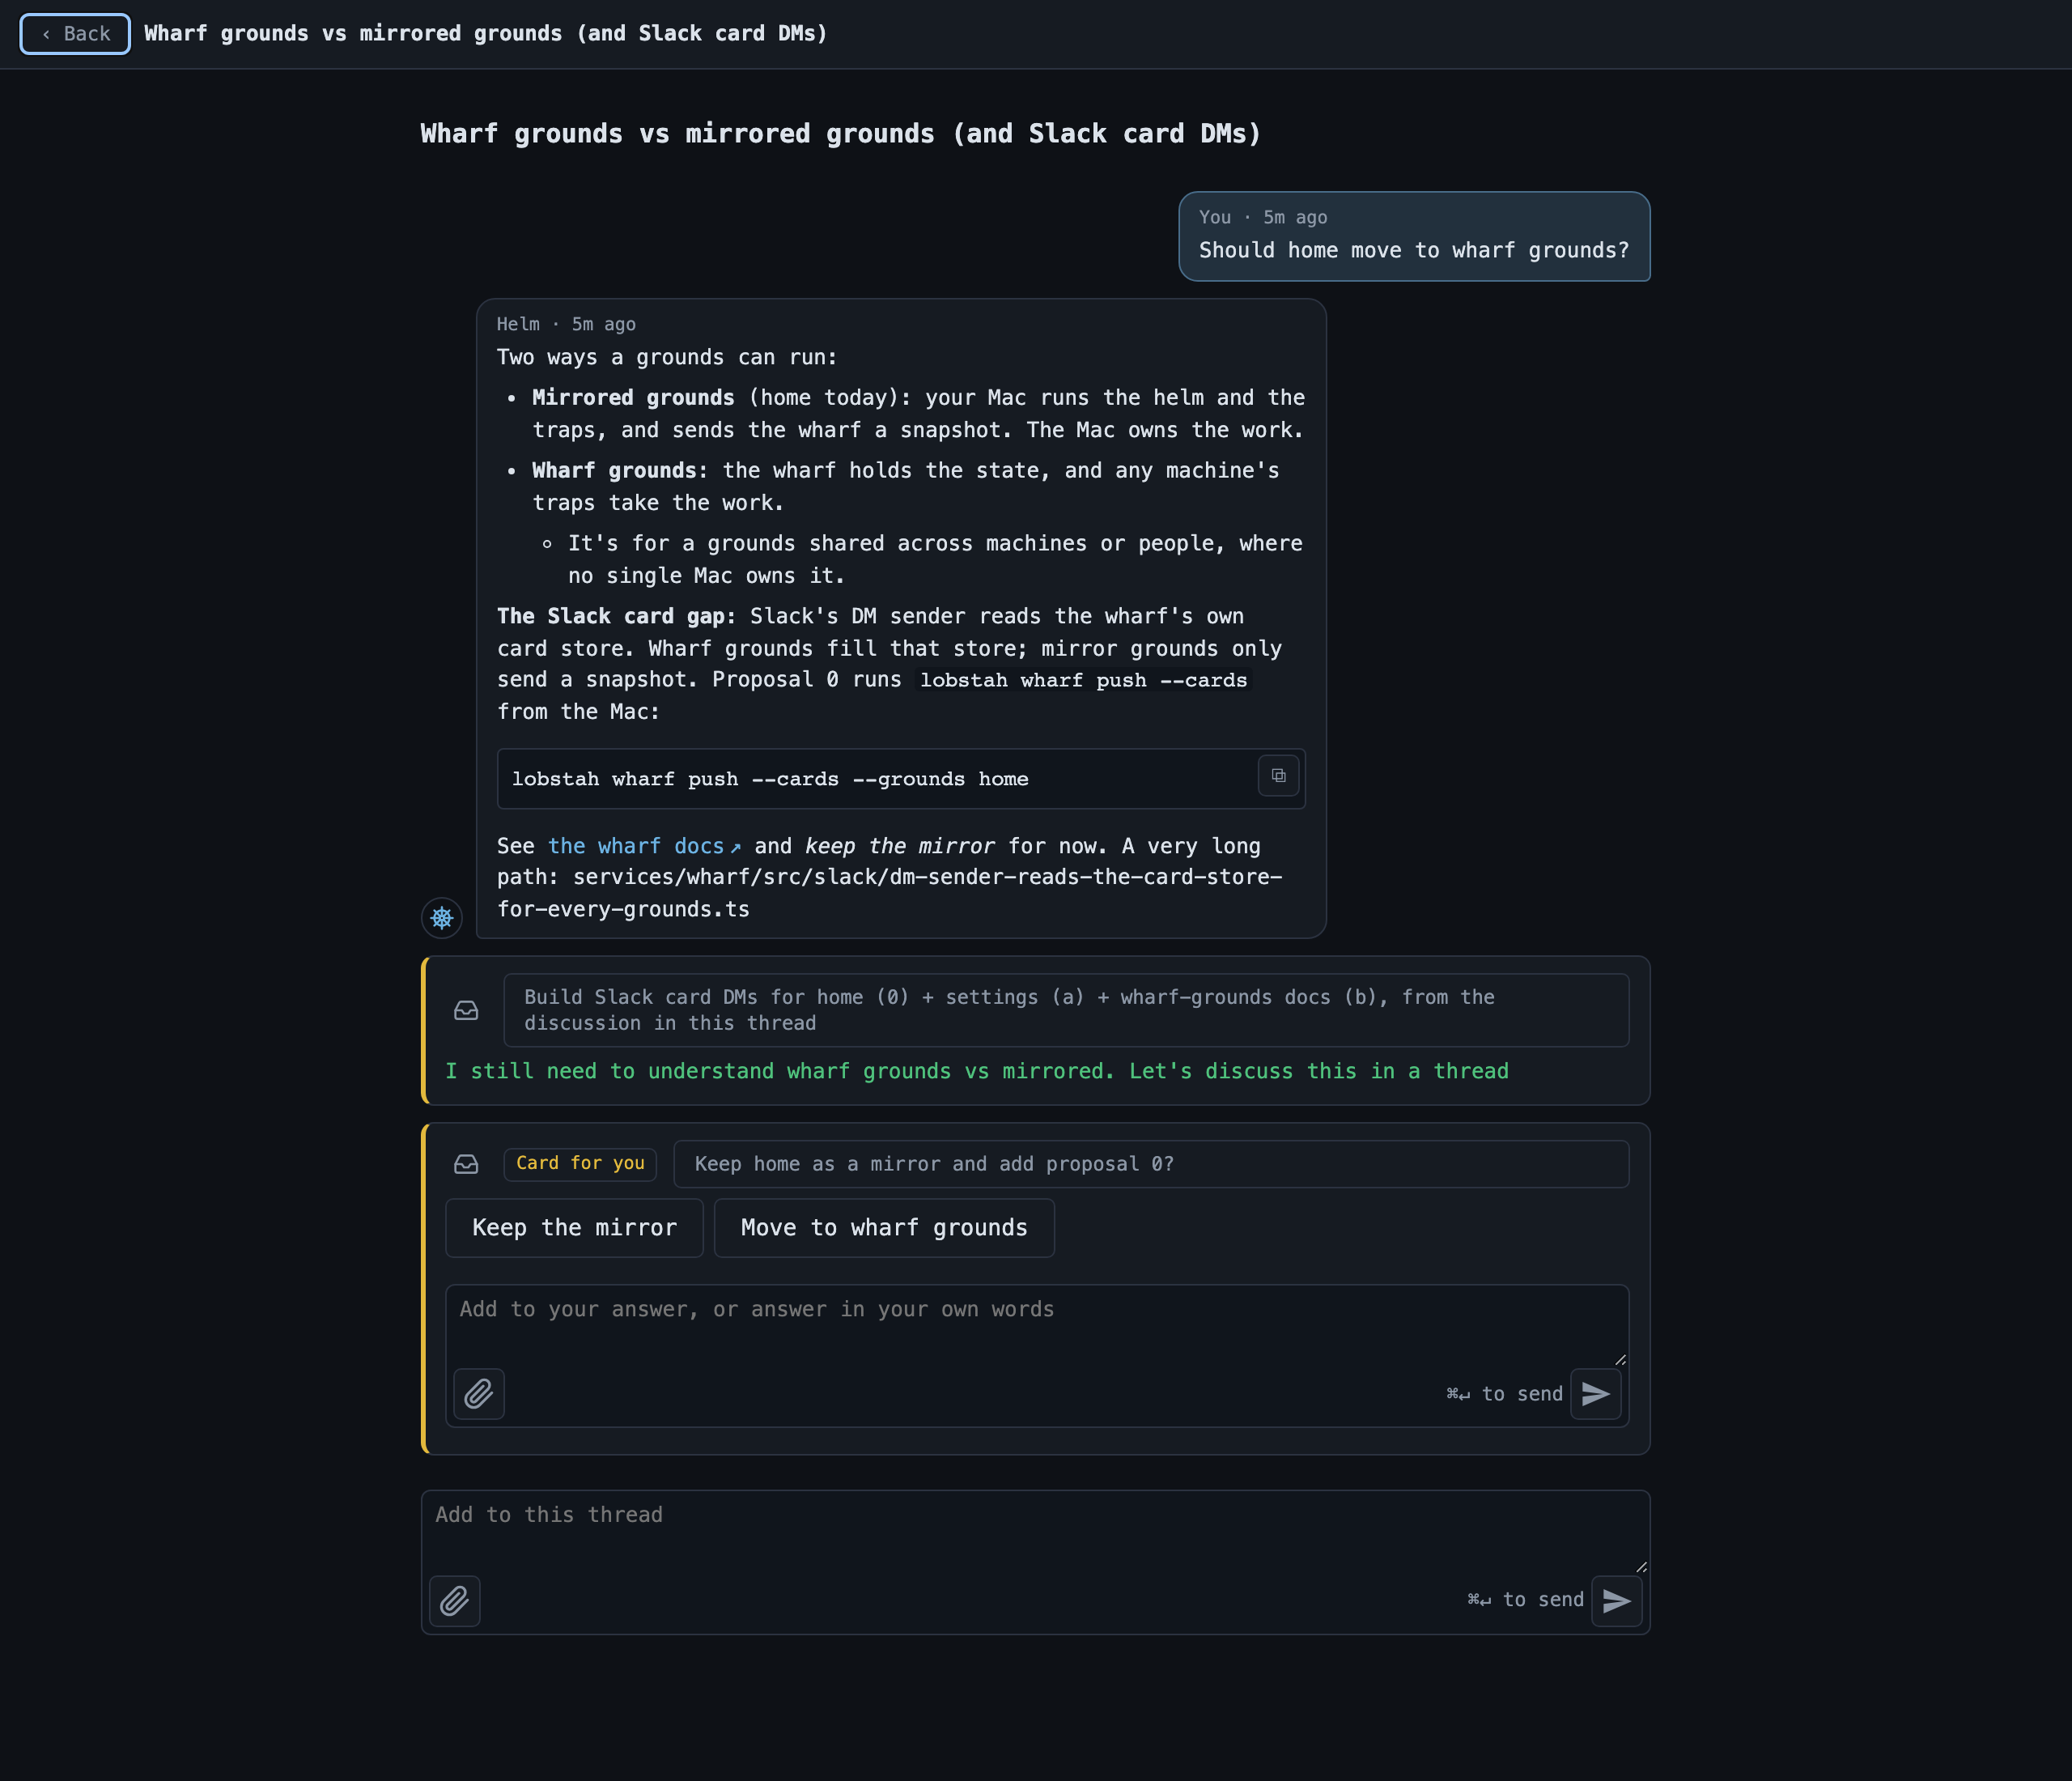 ‹ Back
Wharf grounds vs mirrored grounds (and Slack card DMs)
Wharf grounds vs mirrored grounds (and Slack card DMs)
You · 5m ago
Should home move to wharf grounds?
Helm · 5m ago
Two ways a grounds can run:
• Mirrored grounds (home today): your Mac runs the helm and the
traps, and sends the wharf a snapshot. The Mac owns the work.
• Wharf grounds: the wharf holds the state, and any machine's
traps take the work.
◦ It's for a grounds shared across machines or people, where
no single Mac owns it.
The Slack card gap: Slack's DM sender reads the wharf's own
card store. Wharf grounds fill that store; mirror grounds only
send a snapshot. Proposal 0 runs lobstah wharf push --cards
from the Mac:
lobstah wharf push --cards --grounds home
See the wharf docs↗ and keep the mirror for now. A very long
path: services/wharf/src/slack/dm-sender-reads-the-card-store-
for-every-grounds.ts
Build Slack card DMs for home (0) + settings (a) + wharf-grounds docs (b), from the
discussion in this thread
I still need to understand wharf grounds vs mirrored. Let's discuss this in a thread
Card for you
Keep home as a mirror and add proposal 0?
Keep the mirror
Move to wharf grounds
Add to your answer, or answer in your own words
⌘↵ to send
Add to this thread
⌘↵ to send